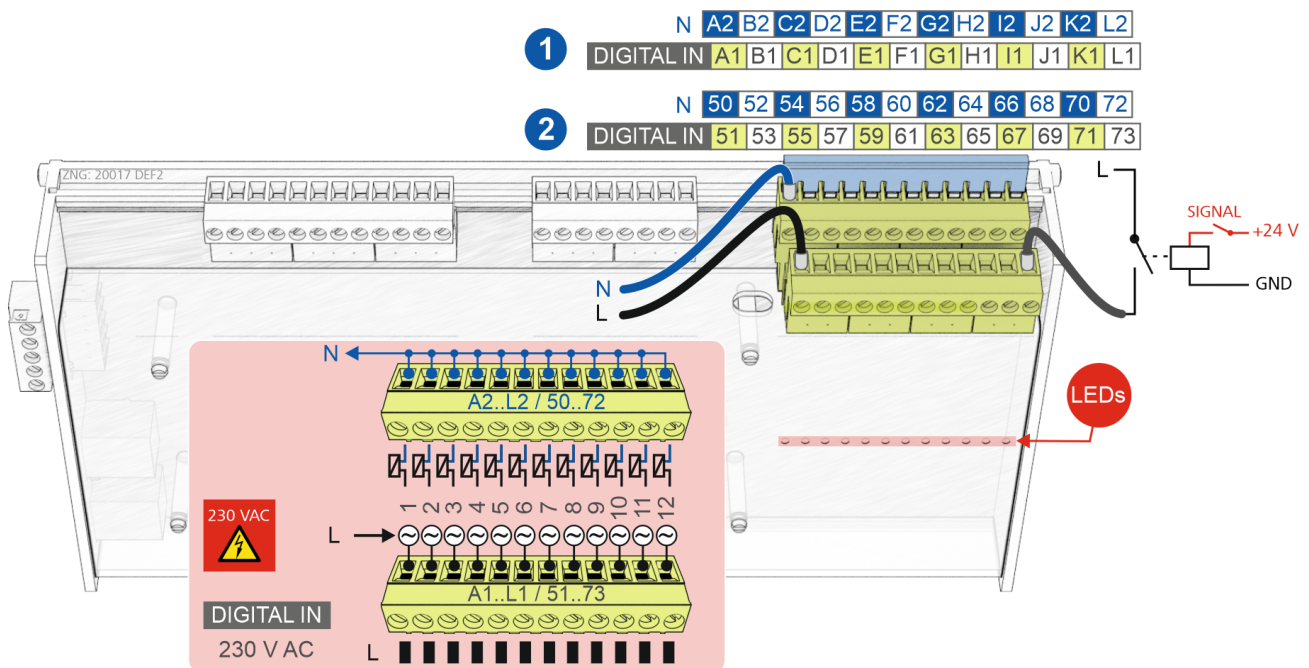 N A2 B2 C2 D2 E2 F2 G2 H2 I2 J2 K2 L2
1
DIGITAL IN A1 B1 C1 D1 E1 F1 G1 H1 I1 J1 K1 L1
N 50 52 54 56 58 60 62 64 66 68 70 72
2
DIGITAL IN 51 53 55 57 59 61 63 65 67 69 71 73
ZNG: 20017 DEF2
L
SIGNAL
+24 V
GND
N
L
LEDs
N
A2..L2 / 50..72
1 2 3 4 5 6 7 8 9 10 11 12
230 VAC
L
A1..L1 / 51..73
DIGITAL IN
230 V AC
L